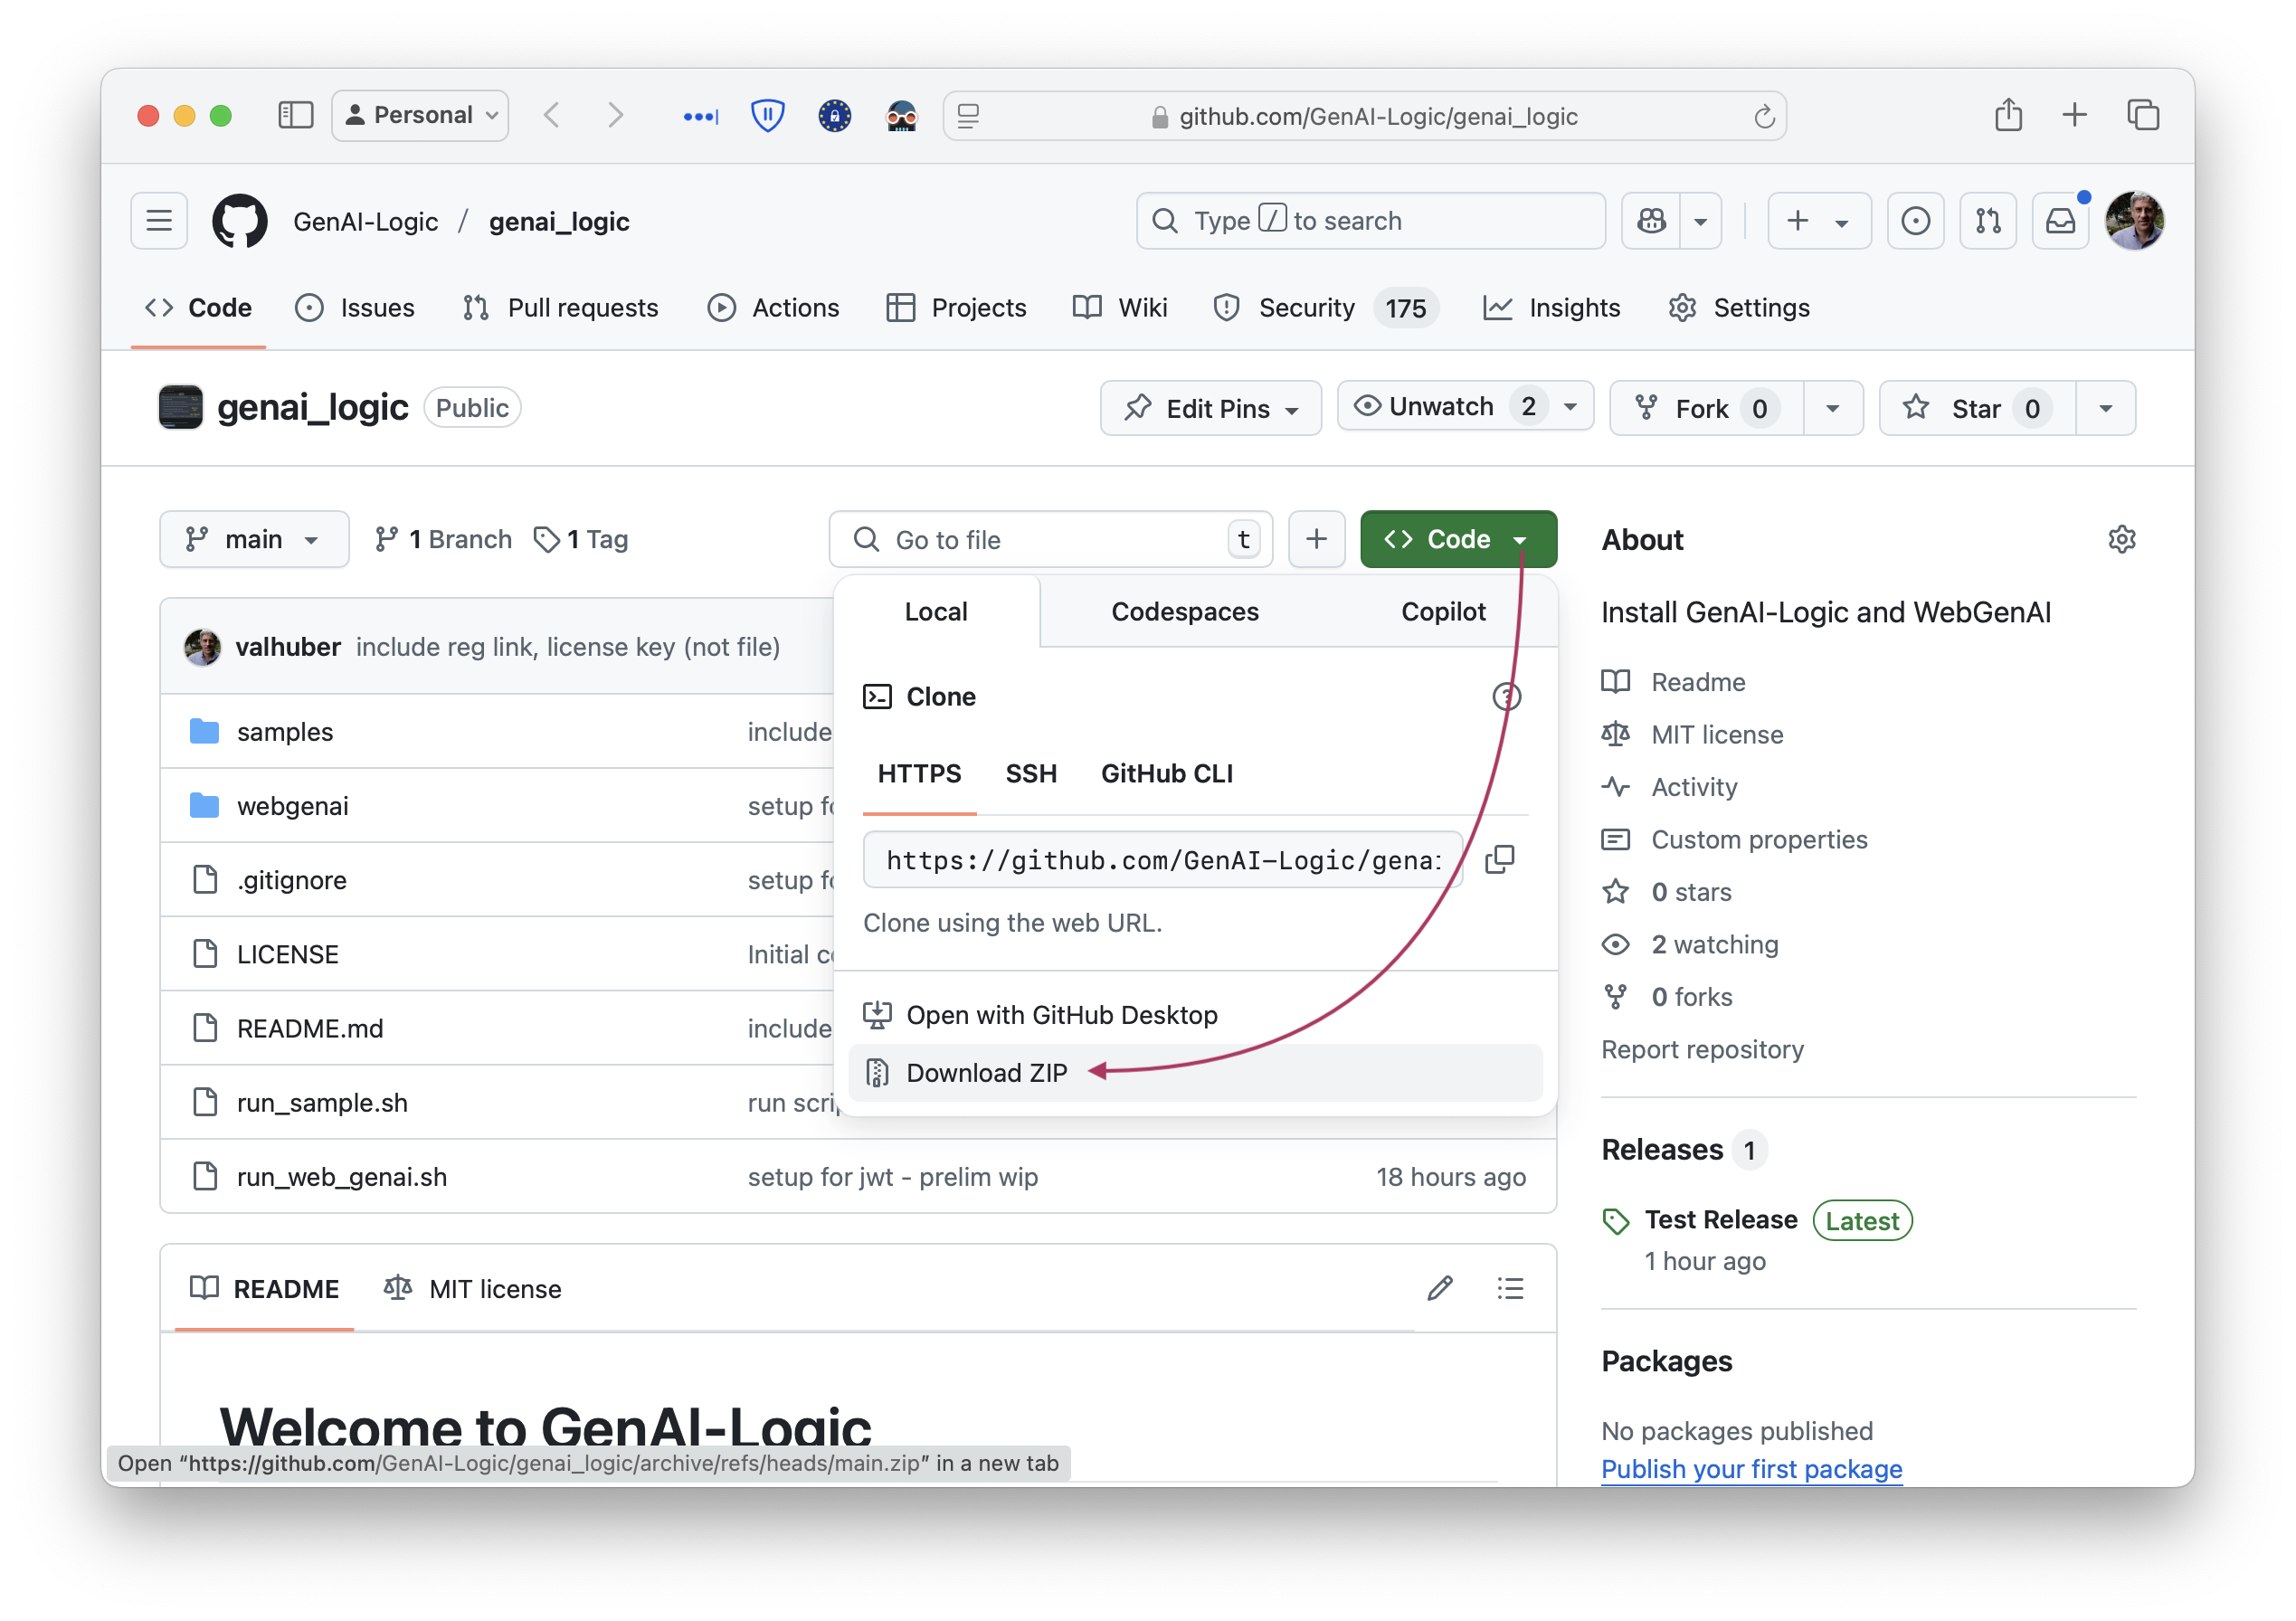 Personal
github.com/GenAI-Logic/genai_logic
GenAI-Logic / genai_logic
Type / to search
Code
Issues
Pull requests
Actions
Projects
Wiki
Security 175
Insights
Settings
genai_logic Public
Edit Pins
Unwatch 2
Fork 0
Star 0
main
1 Branch
1 Tag
Go to file
t
Code
Local
Codespaces
Copilot
Clone
HTTPS
SSH
GitHub CLI
https://github.com/GenAI-Logic/genai
Clone using the web URL.
Open with GitHub Desktop
Download ZIP
valhuber include reg link, license key (not file)
samples include
webgenai setup fo
.gitignore setup fo
LICENSE Initial co
README.md include
run_sample.sh run scrip
run_web_genai.sh setup for jwt - prelim wip 18 hours ago
README
MIT license
Welcome to GenAI-Logic
Open “https://github.com/GenAI-Logic/genai_logic/archive/refs/heads/main.zip” in a new tab
About
Install GenAI-Logic and WebGenAI
Readme
MIT license
Activity
Custom properties
0 stars
2 watching
0 forks
Report repository
Releases 1
Test Release Latest
1 hour ago
Packages
No packages published
Publish your first package